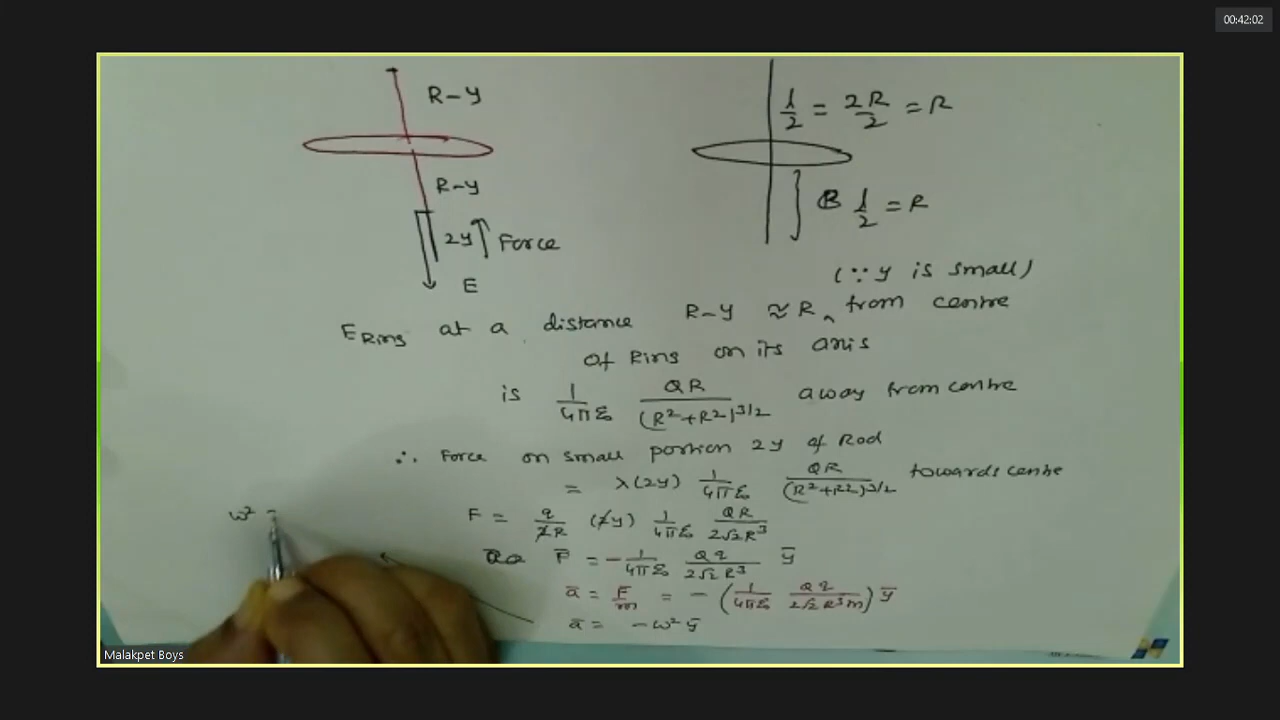 00:42:02
R-y
R-y
2y Force
E
l/2 = 2R/2 = R
l/2 = R
(∵ y is small)
E Ring at a distance R-y ≈ R, from centre
of Ring on its axis
is 1/4πε₀ QR/(R²+R²)^3/2 away from centre
∴ Force on small portion 2y of Rod
= λ(2y) 1/4πε₀ QR/(R²+R²)^3/2 towards centre
F = q/2R (2y) 1/4πε₀ QR/2√2R³
F̄ = -1/4πε₀ Qq/2√2R³ ȳ
ā = F̄/m = -(1/4πε₀ Qq/2√2R³m) ȳ
ā = -ω²ȳ
ω² =
Malakpet Boys